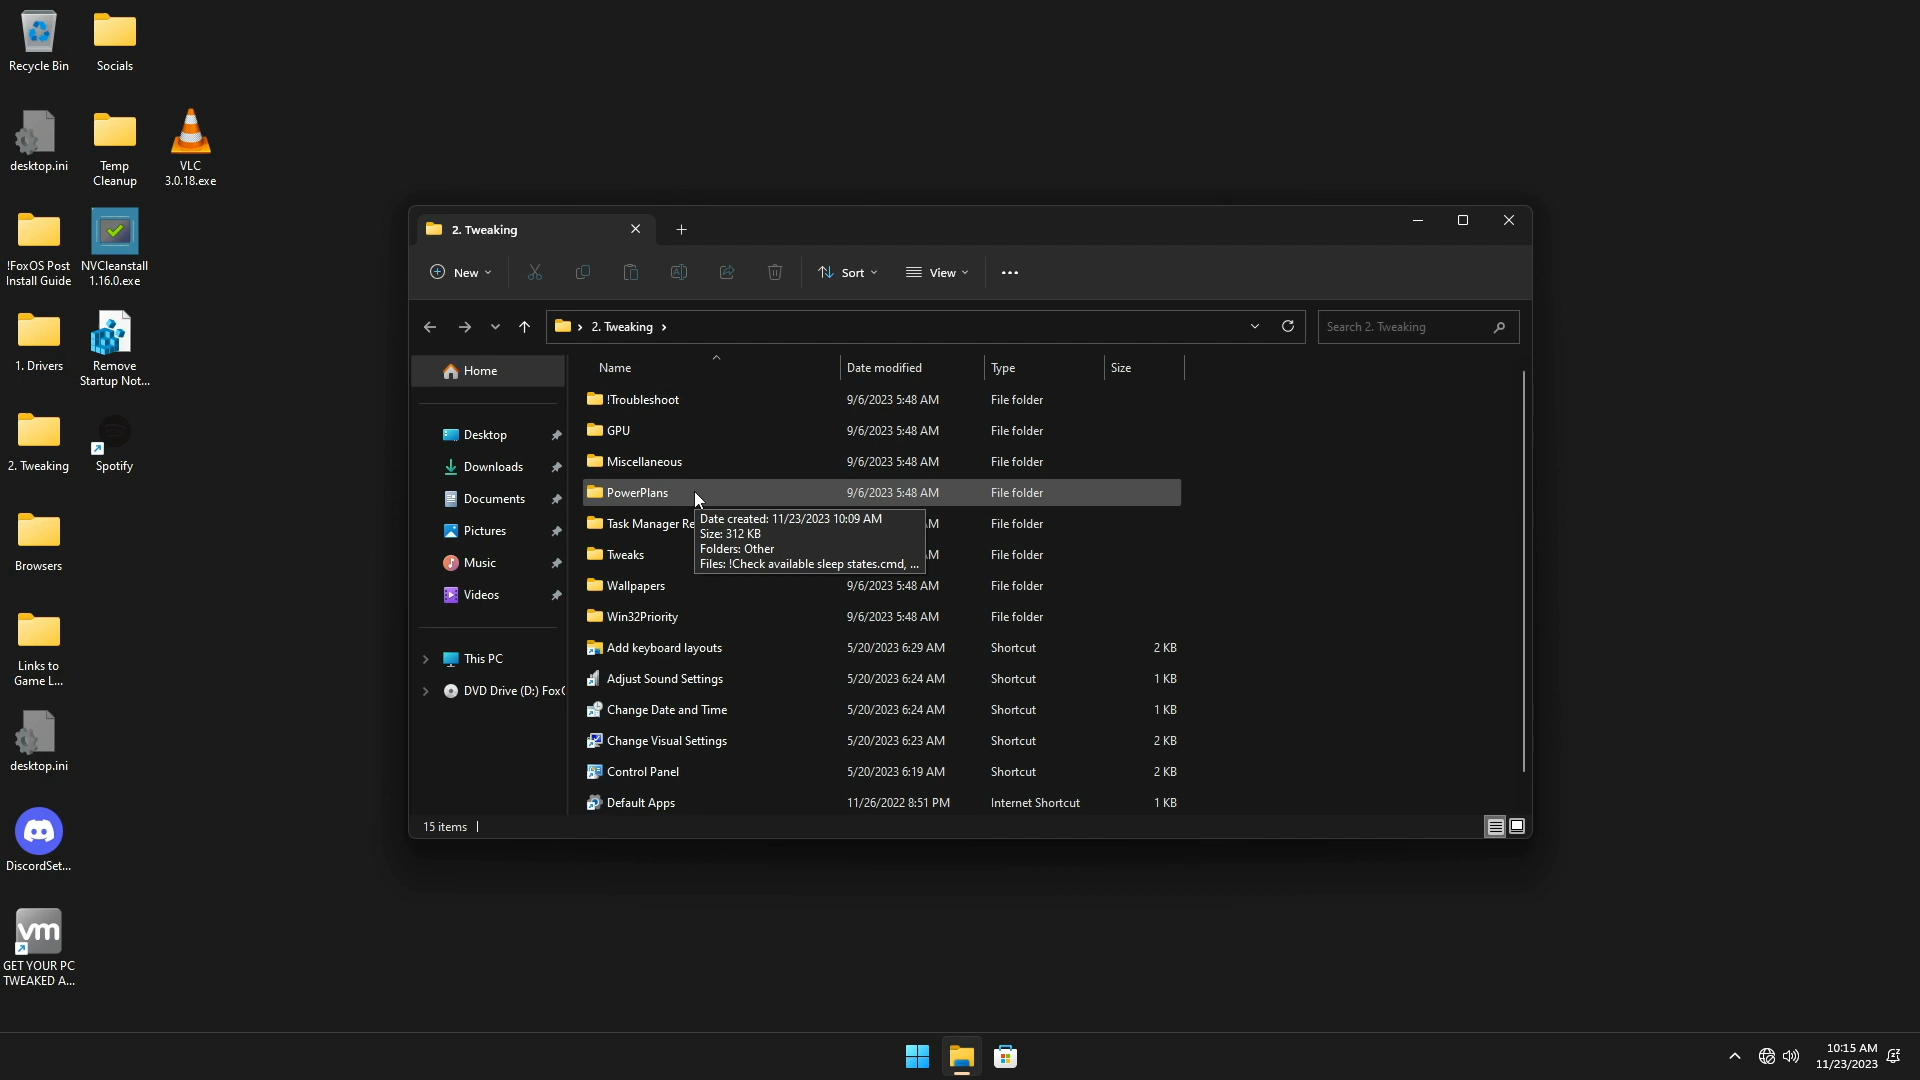 Recycle Bin
Socials
desktop.ini
Temp
Cleanup
VLC
3.0.18.exe
!FoxOS Post
Install Guide
NVCleanstall
1.16.0.exe
1. Drivers
Remove
Startup Not...
2. Tweaking
Spotify
Browsers
Links to
Game L...
desktop.ini
DiscordSet...
vm
GET YOUR PC
TWEAKED A...
2. Tweaking
New
Sort
View
2. Tweaking
Search 2. Tweaking
Home
Desktop
Downloads
Documents
Pictures
Music
Videos
This PC
DVD Drive (D:) Fox
Name Date modified Type Size
!Troubleshoot 9/6/2023 5:48 AM File folder
GPU 9/6/2023 5:48 AM File folder
Miscellaneous 9/6/2023 5:48 AM File folder
PowerPlans 9/6/2023 5:48 AM File folder
Task Manager File folder
Tweaks File folder
Date created: 11/23/2023 10:09 AM
Size: 312 KB
Folders: Other
Files: !Check available sleep states.cmd, ...
Wallpapers 9/6/2023 5:48 AM File folder
Win32Priority 9/6/2023 5:48 AM File folder
Add keyboard layouts 5/20/2023 6:29 AM Shortcut 2 KB
Adjust Sound Settings 5/20/2023 6:24 AM Shortcut 1 KB
Change Date and Time 5/20/2023 6:24 AM Shortcut 1 KB
Change Visual Settings 5/20/2023 6:23 AM Shortcut 2 KB
Control Panel 5/20/2023 6:19 AM Shortcut 2 KB
Default Apps 11/26/2022 8:51 PM Internet Shortcut 1 KB
15 items
10:15 AM
11/23/2023